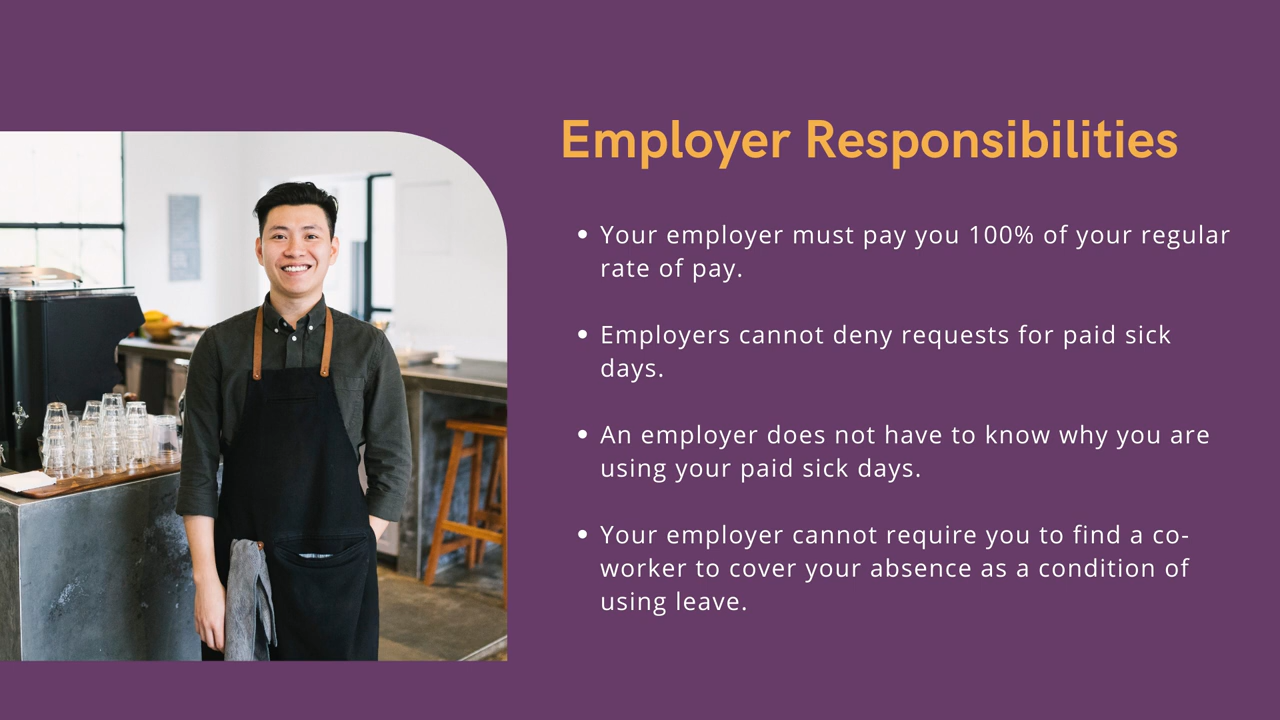 Employer Responsibilities
• Your employer must pay you 100% of your regular
rate of pay.
• Employers cannot deny requests for paid sick
days.
• An employer does not have to know why you are
using your paid sick days.
• Your employer cannot require you to find a co-
worker to cover your absence as a condition of
using leave.